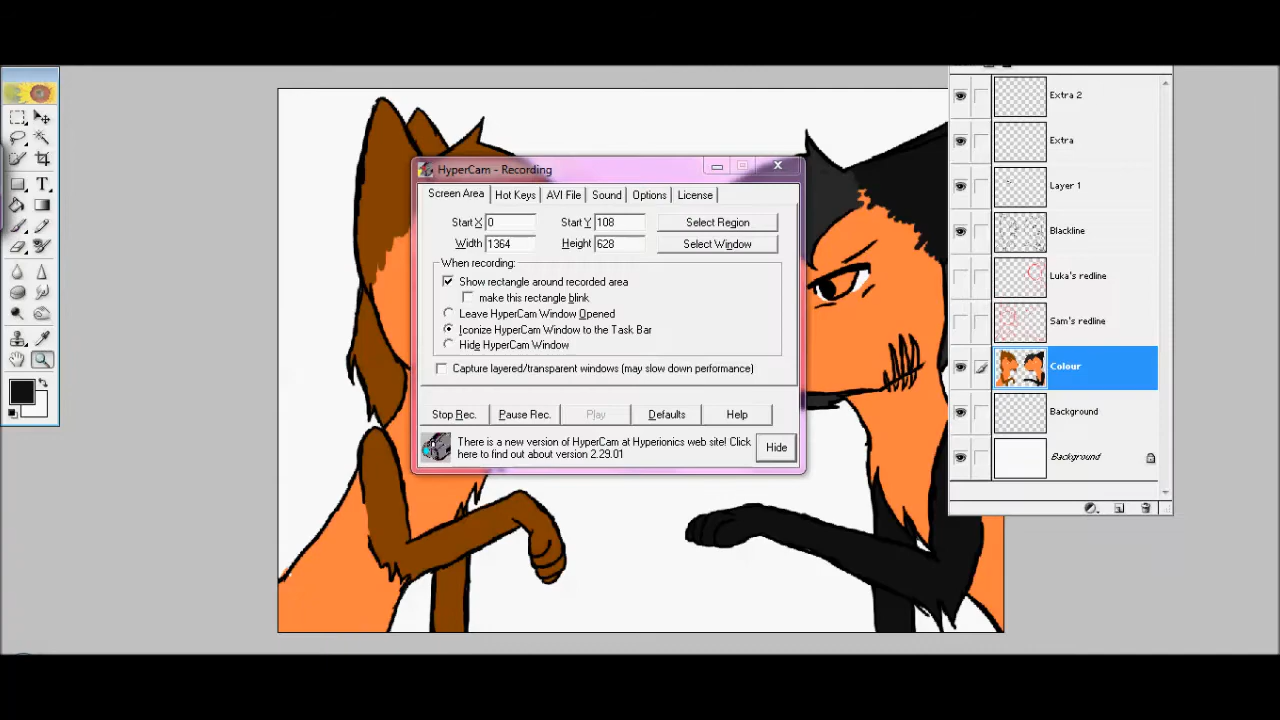 HyperCam - Recording
Screen Area Hot Keys AVI File Sound Options License
Start X 0 Start Y 108 Select Region
Width 1364 Height 628 Select Window
When recording:
Show rectangle around recorded area
make this rectangle blink
Leave HyperCam Window Opened
Iconize HyperCam Window to the Task Bar
Hide HyperCam Window
Capture layered/transparent windows (may slow down performance)
Stop Rec. Pause Rec. Play Defaults Help
There is a new version of HyperCam at Hyperionics web site! Click
here to find out about version 2.29.01
Hide
Extra 2
Extra
Layer 1
Blackline
Luka's redline
Sam's redline
Colour
Background
Background
T